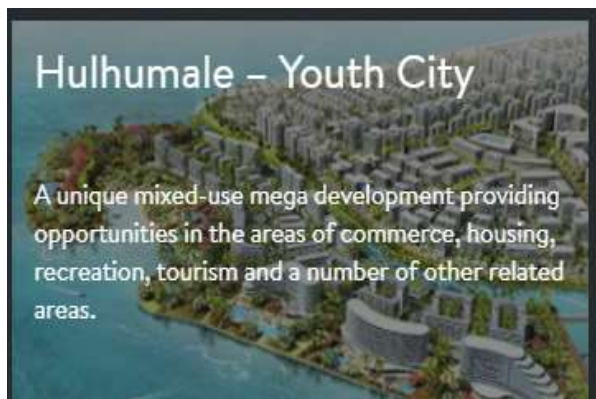 Hulhumale – Youth City
A unique mixed-use mega development providing
opportunities in the areas of commerce, housing,
recreation, tourism and a number of other related
areas.